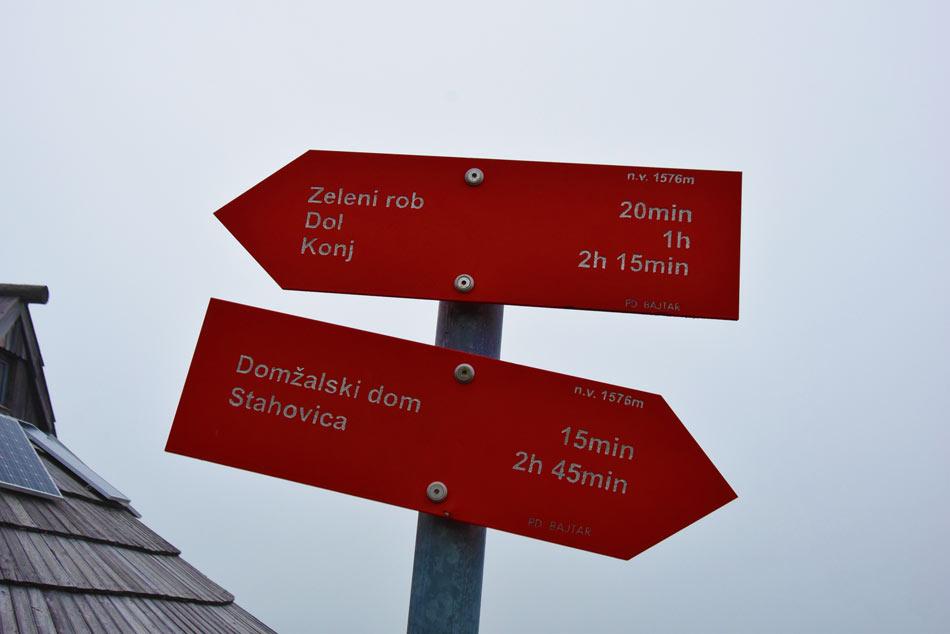 n.v. 1576m
Zeleni rob 20min
Dol 1h
Konj 2h 15min
PD BAJTAR
n.v. 1576m
Domžalski dom 15min
Stahovica 2h 45min
PD BAJTAR